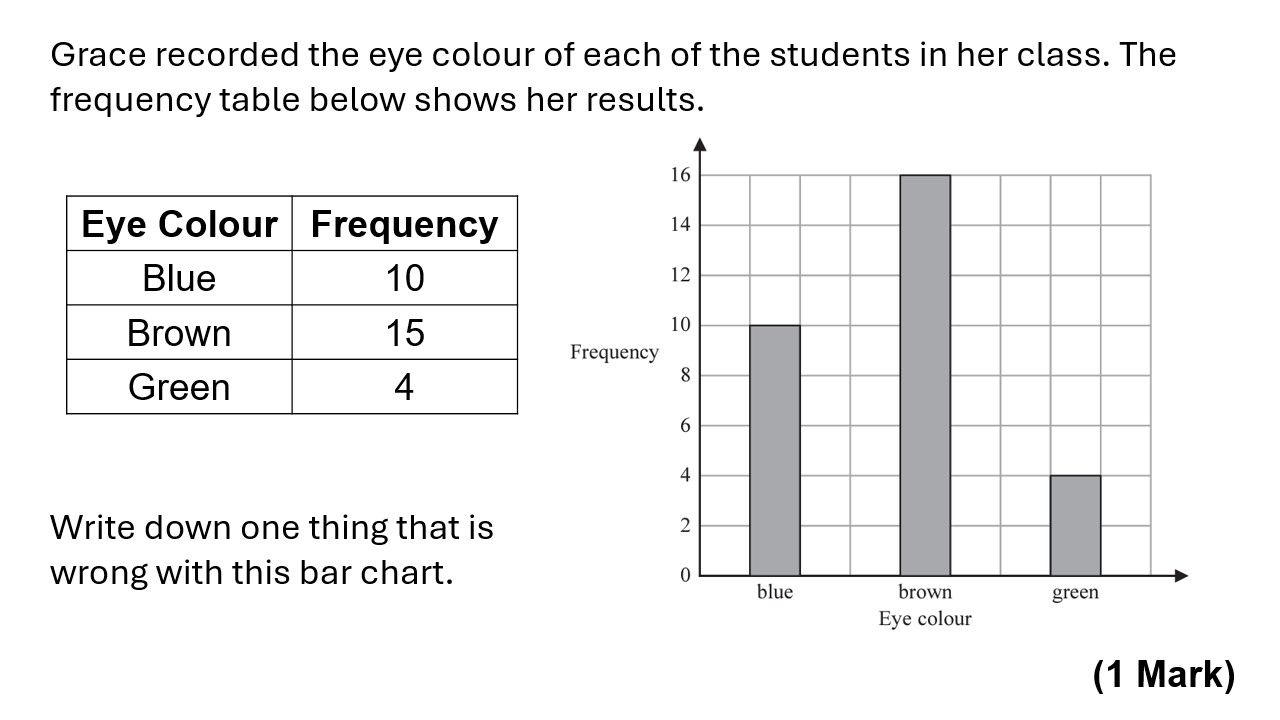 Grace recorded the eye colour of each of the students in her class. The
frequency table below shows her results.
Eye Colour Frequency
Blue 10
Brown 15
Green 4
Write down one thing that is
wrong with this bar chart.
16
14
12
10
Frequency
8
6
4
2
0
blue brown green
Eye colour
(1 Mark)